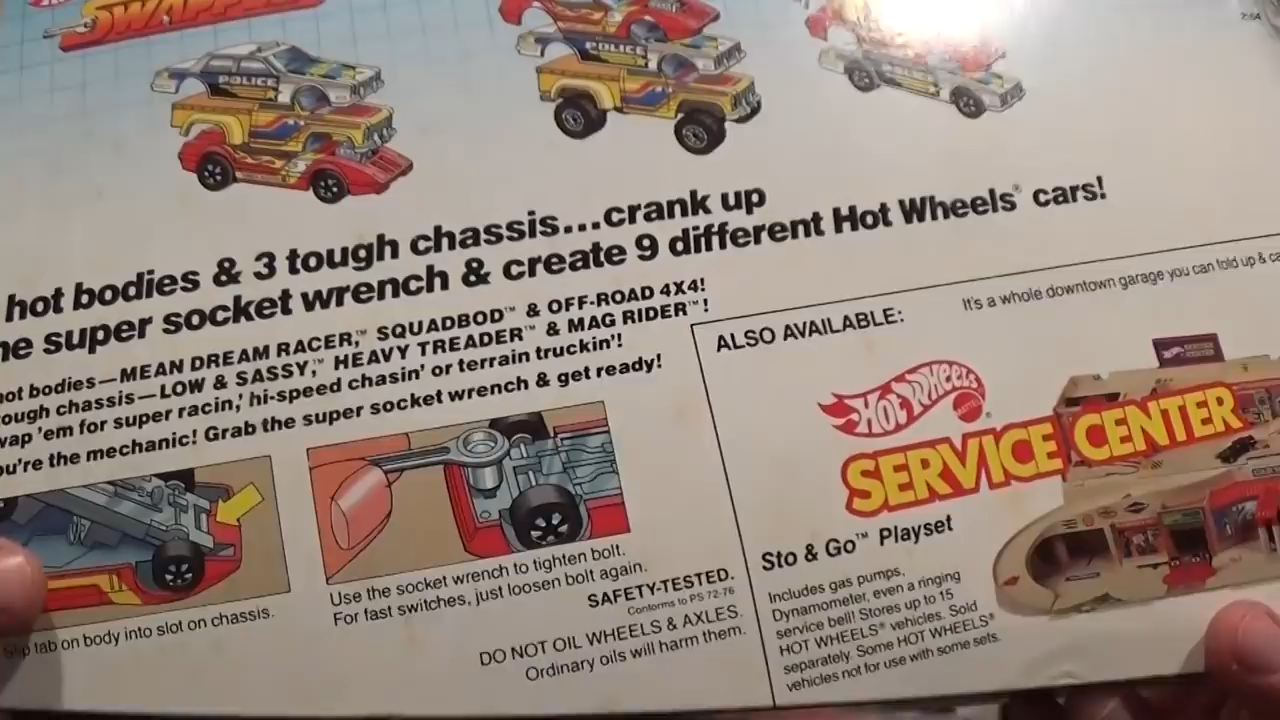 SWAPPE
POLICE
POLICE
hot bodies & 3 tough chassis...crank up
super socket wrench & create 9 different Hot Wheels® cars!
hot bodies—MEAN DREAM RACER,™ SQUADBOD™ & OFF-ROAD 4X4!
ough chassis—LOW & SASSY,™ HEAVY TREADER™ & MAG RIDER™!
wap 'em for super racin,' hi-speed chasin' or terrain truckin'!
ou're the mechanic! Grab the super socket wrench & get ready!
tab on body into slot on chassis.
Use the socket wrench to tighten bolt.
For fast switches, just loosen bolt again.
SAFETY-TESTED.
Conforms to PS 72-76
DO NOT OIL WHEELS & AXLES.
Ordinary oils will harm them.
ALSO AVAILABLE:
It's a whole downtown garage you can fold up & ca
Hot Wheels®
MATTEL
SERVICE CENTER
Sto & Go™ Playset
Includes gas pumps,
Dynamometer, even a ringing
service bell! Stores up to 15
HOT WHEELS® vehicles. Sold
separately. Some HOT WHEELS®
vehicles not for use with some sets.